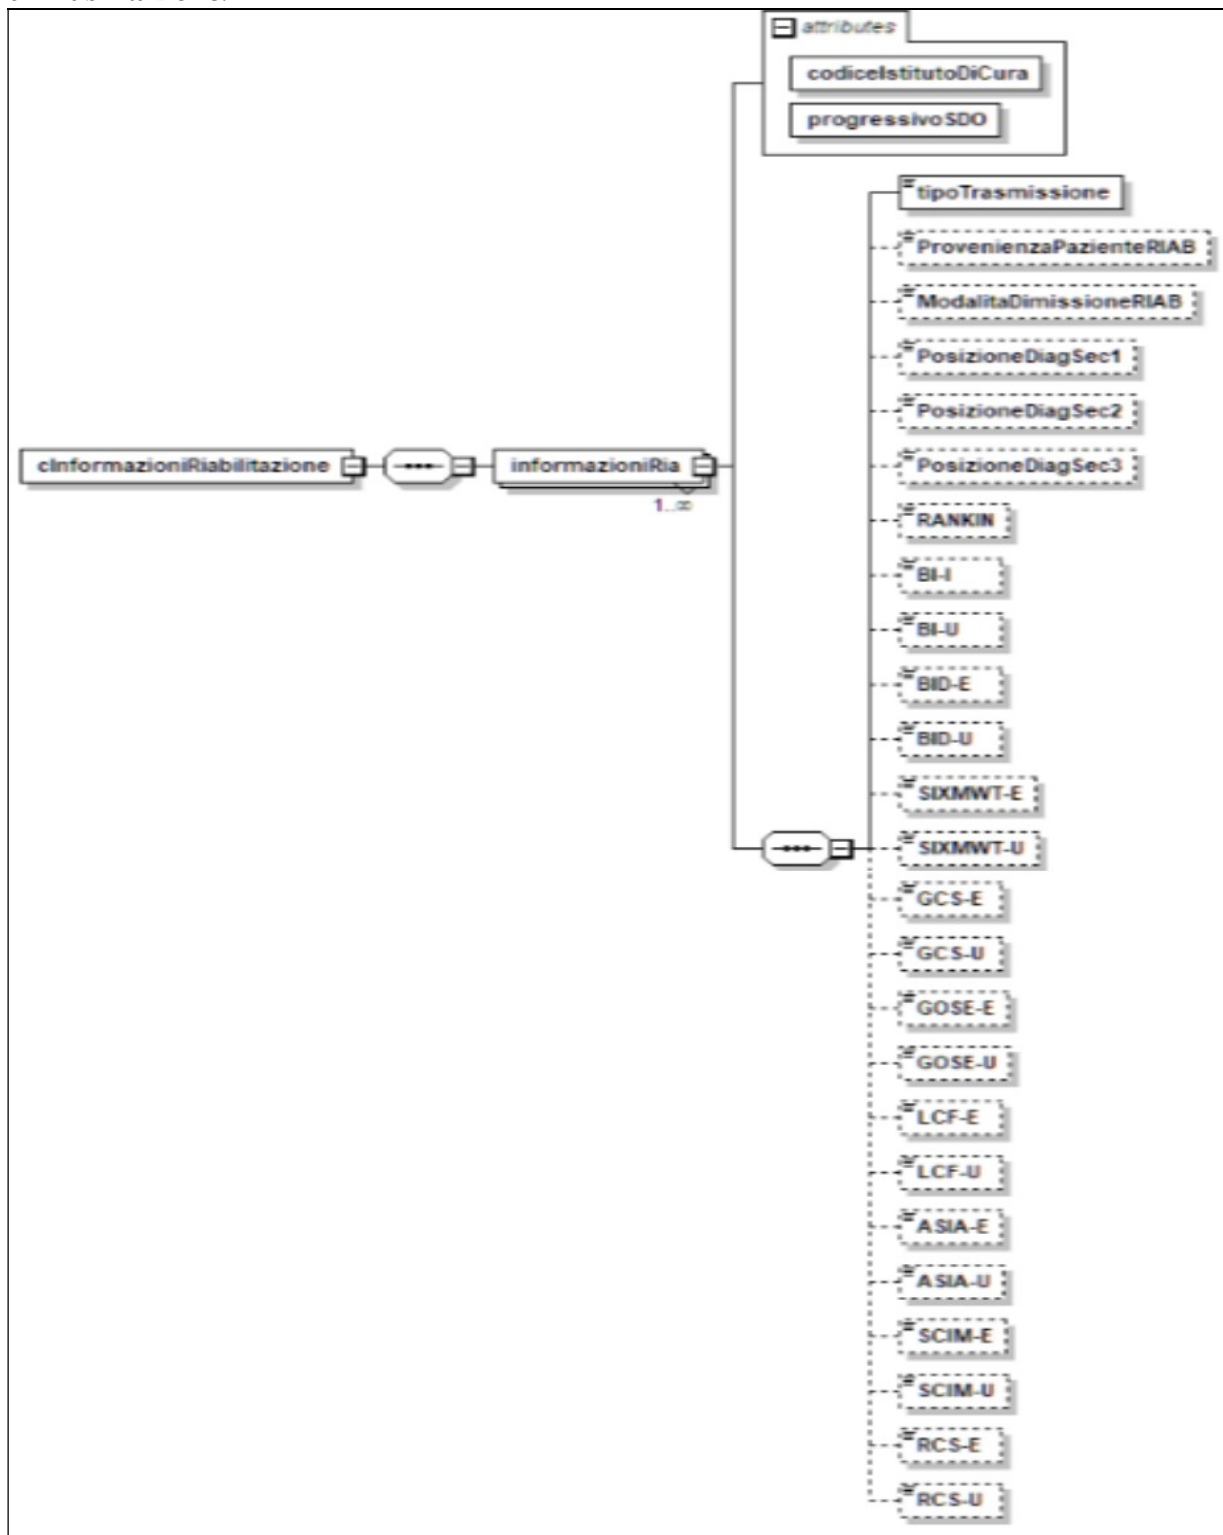 attributes
codiceIstitutoDiCura
progressivoSDO
tipoTrasmissione
ProvenienzaPazienteRIAB
ModalitaDimissioneRIAB
PosizioneDiagSec1
PosizioneDiagSec2
cInformazioniRiabilitazione
informazioniRia
1..∞
PosizioneDiagSec3
RANKIN
BI-I
BI-U
BID-E
BID-U
SIXMWT-E
SIXMWT-U
GCS-E
GCS-U
GOSE-E
GOSE-U
LCF-E
LCF-U
ASIA-E
ASIA-U
SCIM-E
SCIM-U
RCS-E
RCS-U